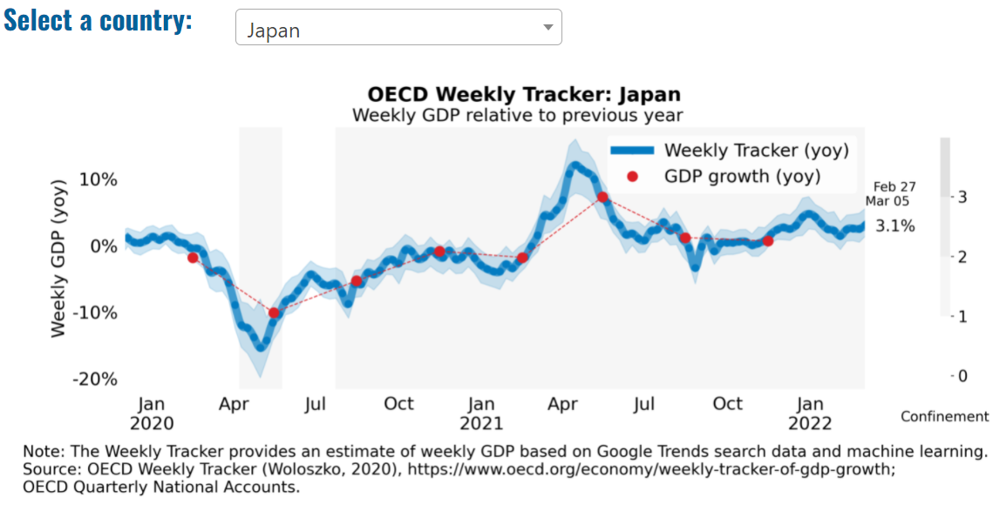 Select a country:
Japan
OECD Weekly Tracker: Japan
Weekly GDP relative to previous year
Weekly Tracker (yoy)
GDP growth (yoy)
Weekly GDP (yoy)
10%
0%
-10%
-20%
Feb 27
Mar 05
3.1%
3
2
1
0
Jan
2020
Apr
Jul
Oct
Jan
2021
Apr
Jul
Oct
Jan
2022
Confinement
Note: The Weekly Tracker provides an estimate of weekly GDP based on Google Trends search data and machine learning.
Source: OECD Weekly Tracker (Woloszko, 2020), https://www.oecd.org/economy/weekly-tracker-of-gdp-growth;
OECD Quarterly National Accounts.